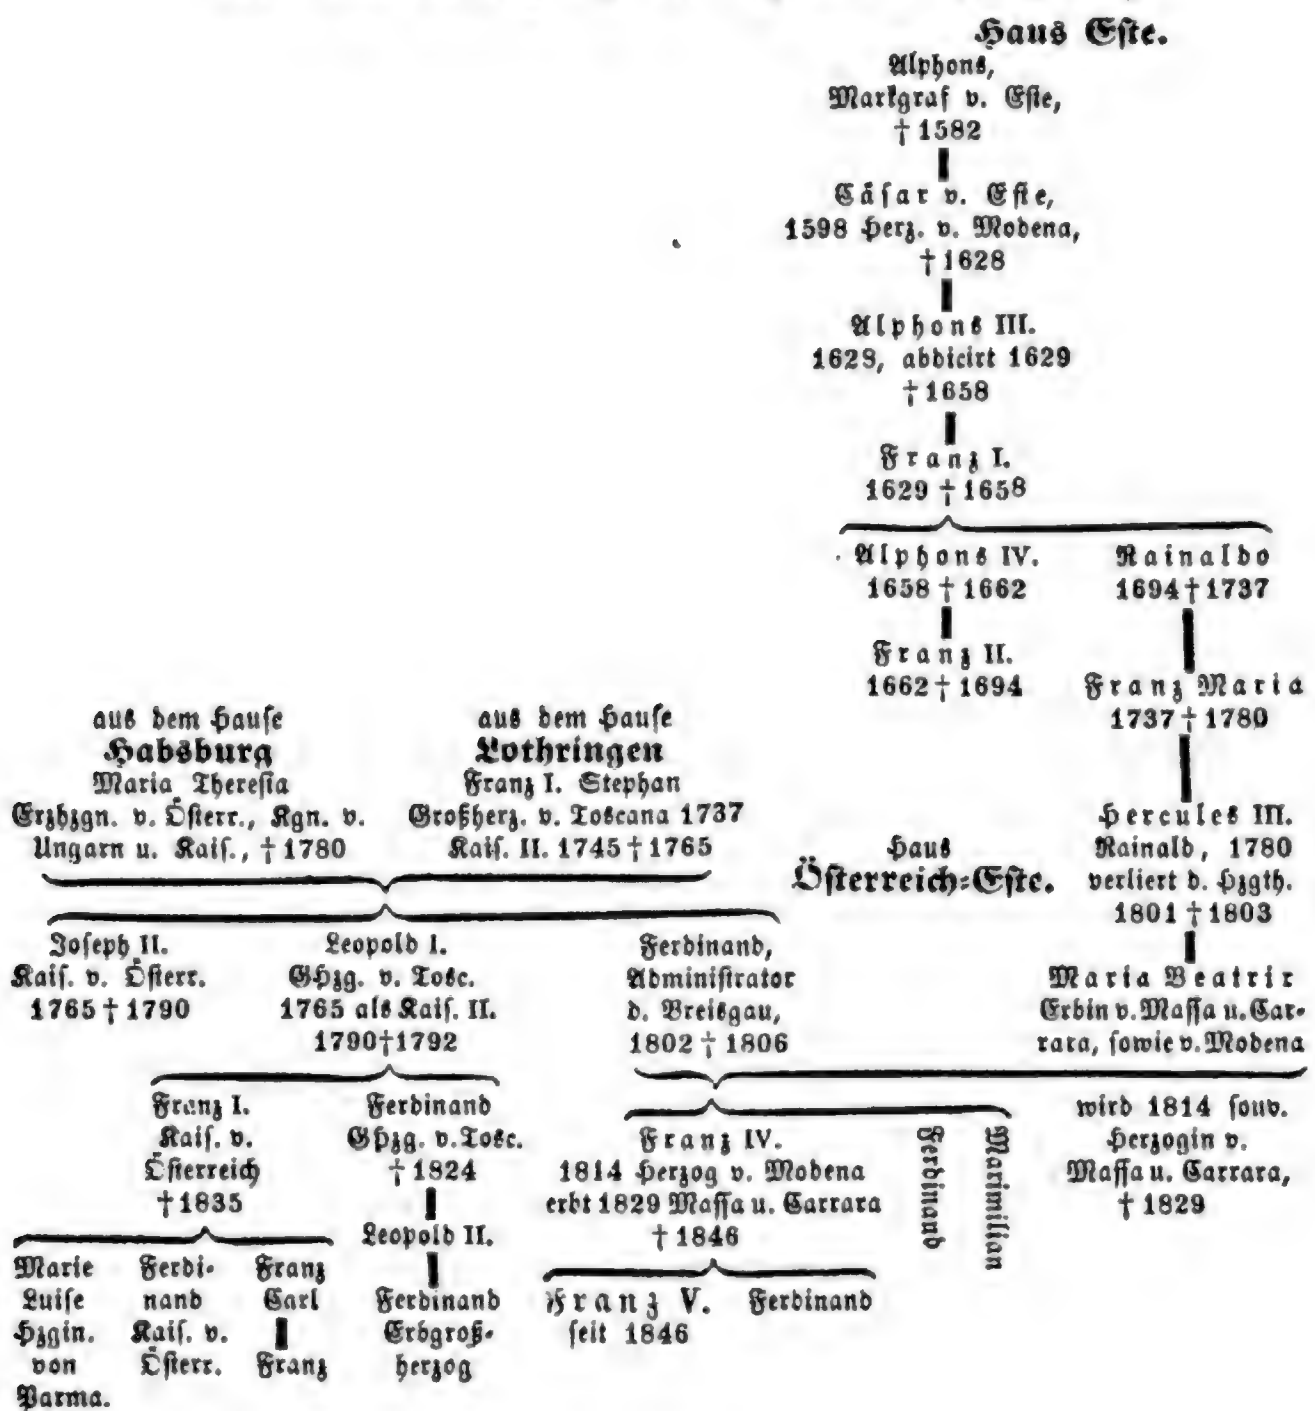 Haus Este.
Alphons,
Markgraf v. Este,
† 1582
Cäsar v. Este,
1598 Herz. v. Modena,
† 1628
Alphons III.
1628, abdicirt 1629
† 1658
Franz I.
1629 † 1658
Alphons IV.
1658 † 1662
Rainaldo
1694 † 1737
Franz II.
1662 † 1694
Franz Maria
1737 † 1780
aus dem Hause
Habsburg
Maria Theresia
Erzhzgn. v. Österr., Kgn. v.
Ungarn u. Kais., † 1780
aus dem Hause
Lothringen
Franz I. Stephan
Großherz. v. Toscana 1737
Kais. II. 1745 † 1765
Haus
Österreich=Este.
Hercules III.
Rainald, 1780
verliert d. Hzgth.
1801 † 1803
Joseph II.
Kais. v. Österr.
1765 † 1790
Leopold I.
GHzg. v. Tosc.
1765 als Kais. II.
1790 † 1792
Ferdinand,
Administrator
d. Breisgau,
1802 † 1806
Maria Beatrix
Erbin v. Massa u. Car-
rara, sowie v. Modena
Franz I.
Kais. v.
Österreich
† 1835
Ferdinand
GHzg. v. Tosc.
† 1824
Leopold II.
Ferdinand
Erbgroß-
herzog
Franz IV.
1814 Herzog v. Modena
erbt 1829 Massa u. Carrara
† 1846
Ferdinand
Maximilian
wird 1814 souv.
Herzogin v.
Massa u. Carrara,
† 1829
Marie
Luise
Hzgin.
von
Parma.
Ferdi-
nand
Kais. v.
Österr.
Franz
Carl
Franz
Franz V.
seit 1846
Ferdinand